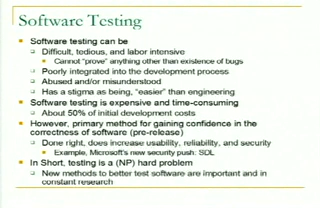 Software Testing
Software testing can be
Difficult, tedious, and labor intensive
Cannot "prove" anything other than existence of bugs
Poorly integrated into the development process
Abused and/or misunderstood
Has a stigma as being, "easier" than engineering
Software testing is expensive and time-consuming
About 50% of initial development costs
However, primary method for gaining confidence in the
correctness of software (pre-release)
Done right, does increase usability, reliability, and security
Example, Microsoft's new security push: SDL
In Short, testing is a (NP) hard problem
New methods to better test software are important and in
constant research